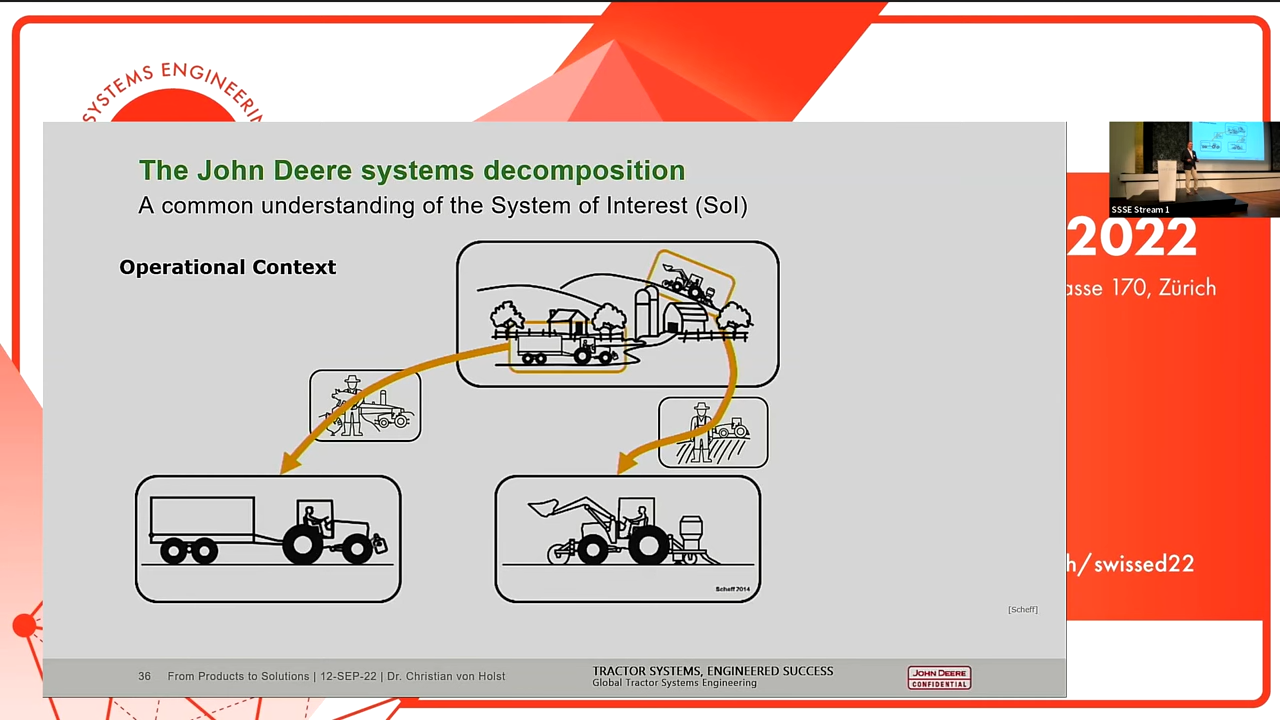 SYSTEMS ENGINEERIN
The John Deere systems decomposition
A common understanding of the System of Interest (SoI)
Operational Context
Scheff 2014
[Scheff]
36 From Products to Solutions | 12-SEP-22 | Dr. Christian von Holst
TRACTOR SYSTEMS, ENGINEERED SUCCESS
Global Tractor Systems Engineering
JOHN DEERE
CONFIDENTIAL
SSSE Stream 1
2022
asse 170, Zürich
h/swissed22